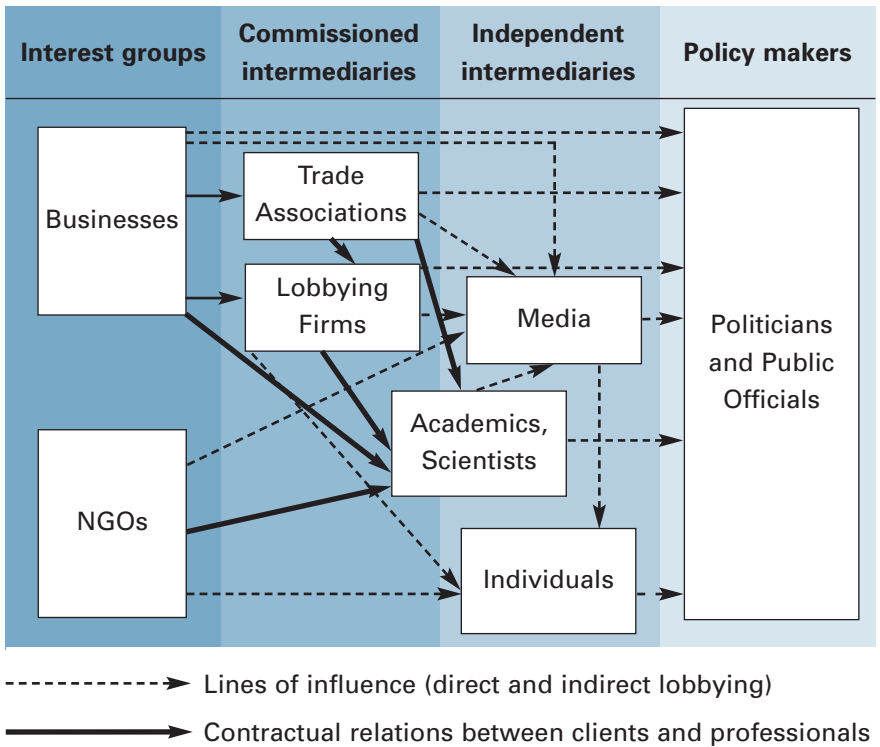 Interest groups
Commissioned
intermediaries
Independent
intermediaries
Policy makers
Businesses
Trade
Associations
Lobbying
Firms
Media
Politicians
and Public
Officials
Academics,
Scientists
NGOs
Individuals
Lines of influence (direct and indirect lobbying)
Contractual relations between clients and professionals